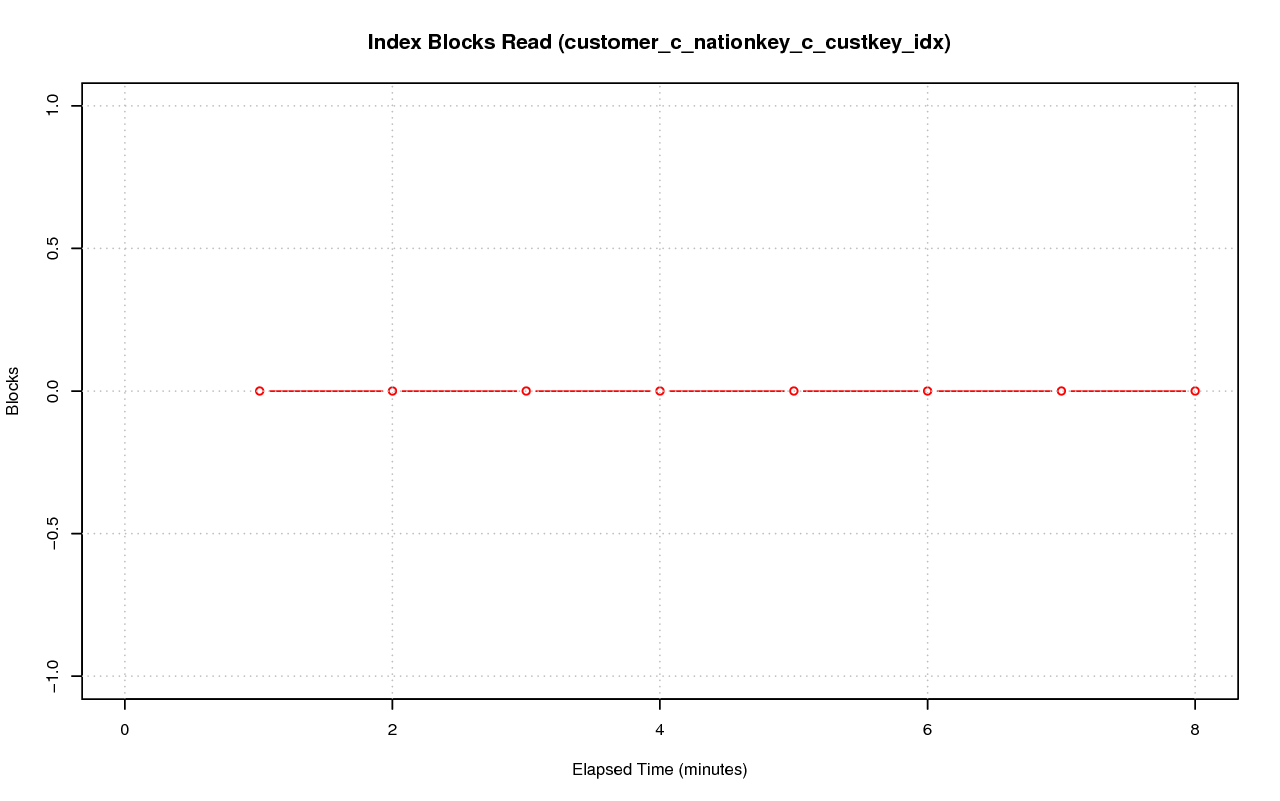 Index Blocks Read (customer_c_nationkey_c_custkey_idx)
1.0
0.5
0.0
−0.5
−1.0
Blocks
0 2 4 6 8
Elapsed Time (minutes)